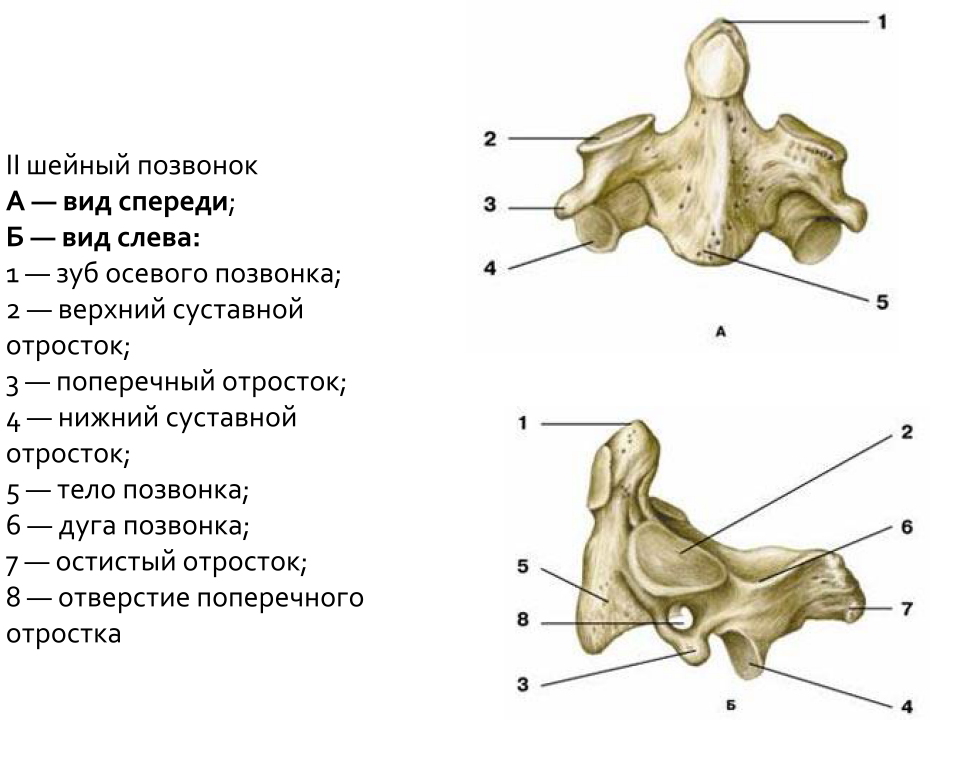 II шейный позвонок
А — вид спереди;
Б — вид слева:
1 — зуб осевого позвонка;
2 — верхний суставной
отросток;
3 — поперечный отросток;
4 — нижний суставной
отросток;
5 — тело позвонка;
6 — дуга позвонка;
7 — остистый отросток;
8 — отверстие поперечного
отростка
1
2
3
4
5
А
1
2
6
5
7
8
3
4
Б